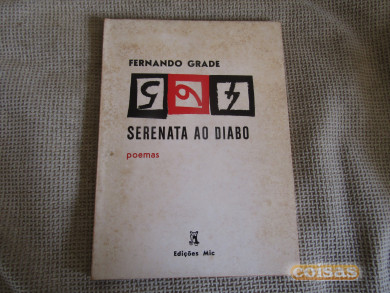 FERNANDO GRADE
SERENATA AO DIABO
poemas
Edições Mic
coisas